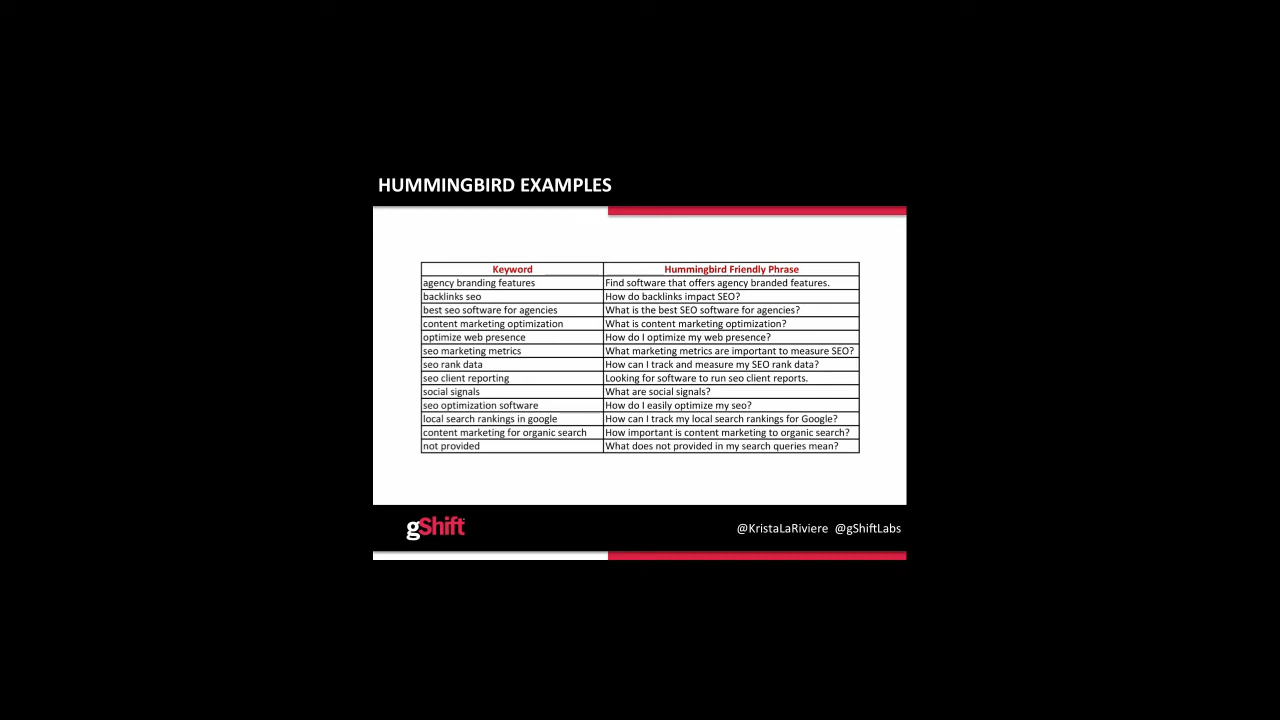 HUMMINGBIRD EXAMPLES
Keyword Hummingbird Friendly Phrase
agency branding features Find software that offers agency branded features.
backlinks seo How do backlinks impact SEO?
best seo software for agencies What is the best SEO software for agencies?
content marketing optimization What is content marketing optimization?
optimize web presence How do I optimize my web presence?
seo marketing metrics What marketing metrics are important to measure SEO?
seo rank data How can I track and measure my SEO rank data?
seo client reporting Looking for software to run seo client reports.
social signals What are social signals?
seo optimization software How do I easily optimize my seo?
local search rankings in google How can I track my local search rankings for Google?
content marketing for organic search How important is content marketing to organic search?
not provided What does not provided in my search queries mean?
gShift @KristaLaRiviere @gShiftLabs